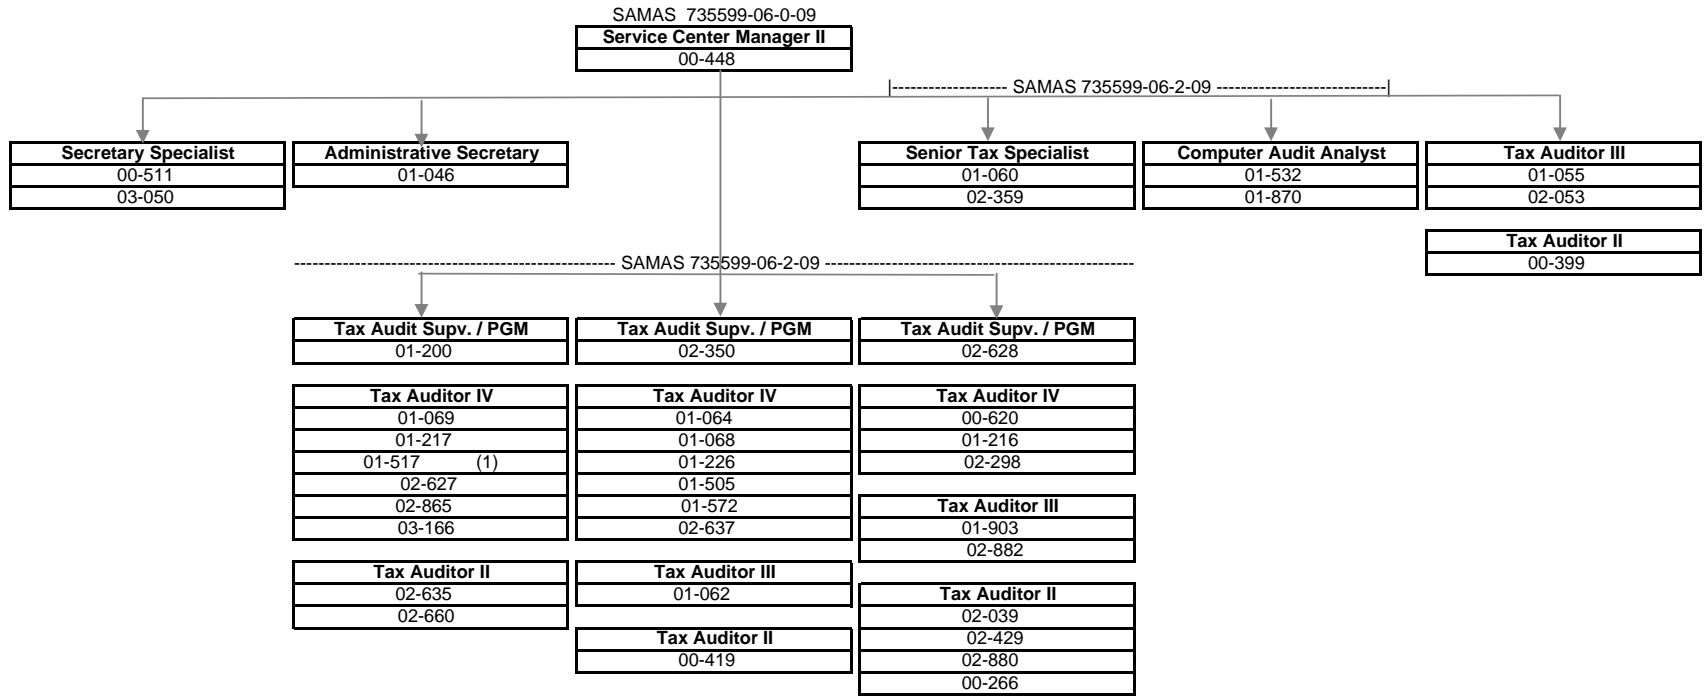 SAMAS 735599-06-0-09
Service Center Manager II
00-448
|------------------ SAMAS 735599-06-2-09 ---------------------------|
Secretary Specialist
00-511
03-050
Administrative Secretary
01-046
Senior Tax Specialist
01-060
02-359
Computer Audit Analyst
01-532
01-870
Tax Auditor III
01-055
02-053
Tax Auditor II
00-399
--------------------------------------------------- SAMAS 735599-06-2-09 -------------------------------------------------
Tax Audit Supv. / PGM
01-200
Tax Auditor IV
01-069
01-217
01-517 (1)
02-627
02-865
03-166
Tax Auditor II
02-635
02-660
Tax Audit Supv. / PGM
02-350
Tax Auditor IV
01-064
01-068
01-226
01-505
01-572
02-637
Tax Auditor III
01-062
Tax Auditor II
00-419
Tax Audit Supv. / PGM
02-628
Tax Auditor IV
00-620
01-216
02-298
Tax Auditor III
01-903
02-882
Tax Auditor II
02-039
02-429
02-880
00-266